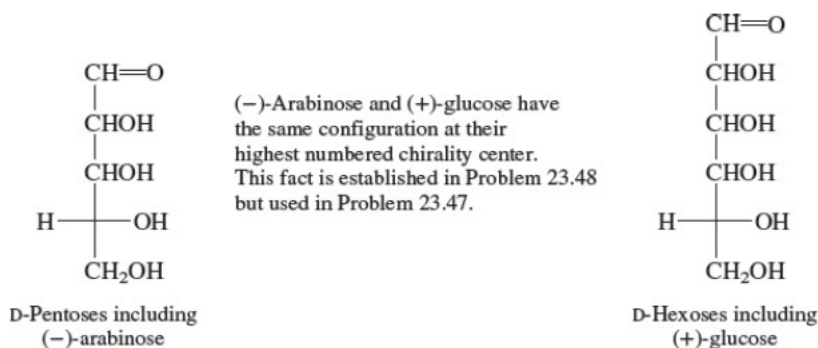 CH=O
CHOH
CHOH
H OH
CH₂OH
D-Pentoses including
(−)-arabinose
(−)-Arabinose and (+)-glucose have
the same configuration at their
highest numbered chirality center.
This fact is established in Problem 23.48
but used in Problem 23.47.
CH=O
CHOH
CHOH
CHOH
H OH
CH₂OH
D-Hexoses including
(+)-glucose